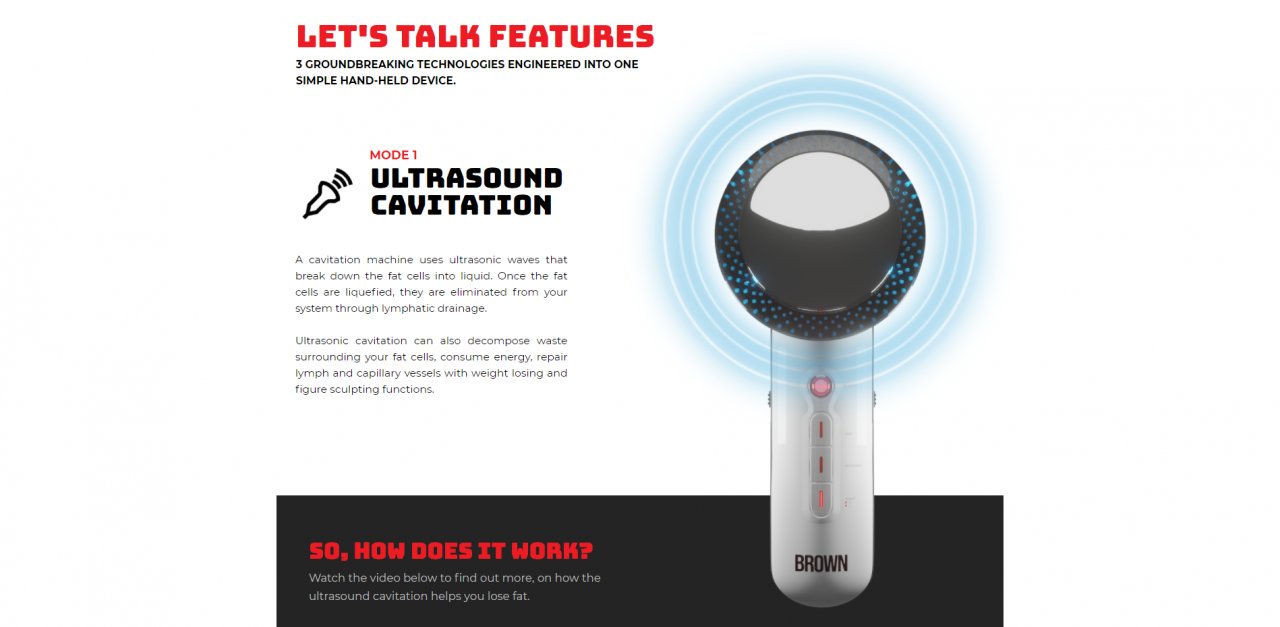 LET'S TALK FEATURES
3 GROUNDBREAKING TECHNOLOGIES ENGINEERED INTO ONE
SIMPLE HAND-HELD DEVICE.
MODE 1
ULTRASOUND
CAVITATION
A cavitation machine uses ultrasonic waves that
break down the fat cells into liquid. Once the fat
cells are liquefied, they are eliminated from your
system through lymphatic drainage.
Ultrasonic cavitation can also decompose waste
surrounding your fat cells, consume energy, repair
lymph and capillary vessels with weight losing and
figure sculpting functions.
BROWN
SO, HOW DOES IT WORK?
Watch the video below to find out more, on how the
ultrasound cavitation helps you lose fat.